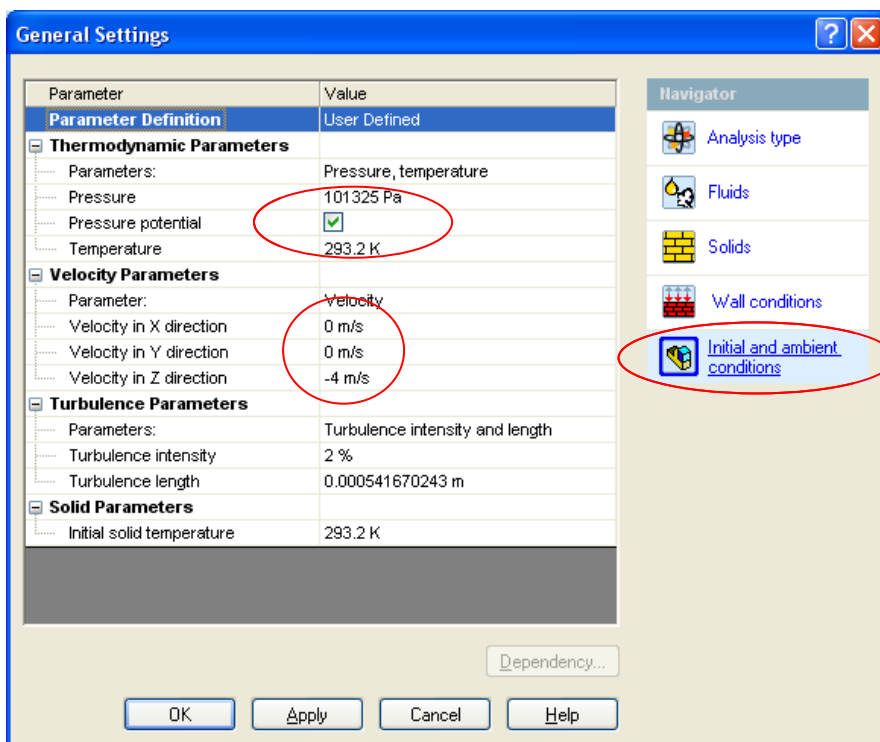 General Settings
Parameter Value
Parameter Definition User Defined
Thermodynamic Parameters
Parameters: Pressure, temperature
Pressure 101325 Pa
Pressure potential
Temperature 293.2 K
Velocity Parameters
Parameter: Velocity
Velocity in X direction 0 m/s
Velocity in Y direction 0 m/s
Velocity in Z direction -4 m/s
Turbulence Parameters
Parameters: Turbulence intensity and length
Turbulence intensity 2 %
Turbulence length 0.000541670243 m
Solid Parameters
Initial solid temperature 293.2 K
Navigator
Analysis type
Fluids
Solids
Wall conditions
Initial and ambient
conditions
Dependency...
OK Apply Cancel Help